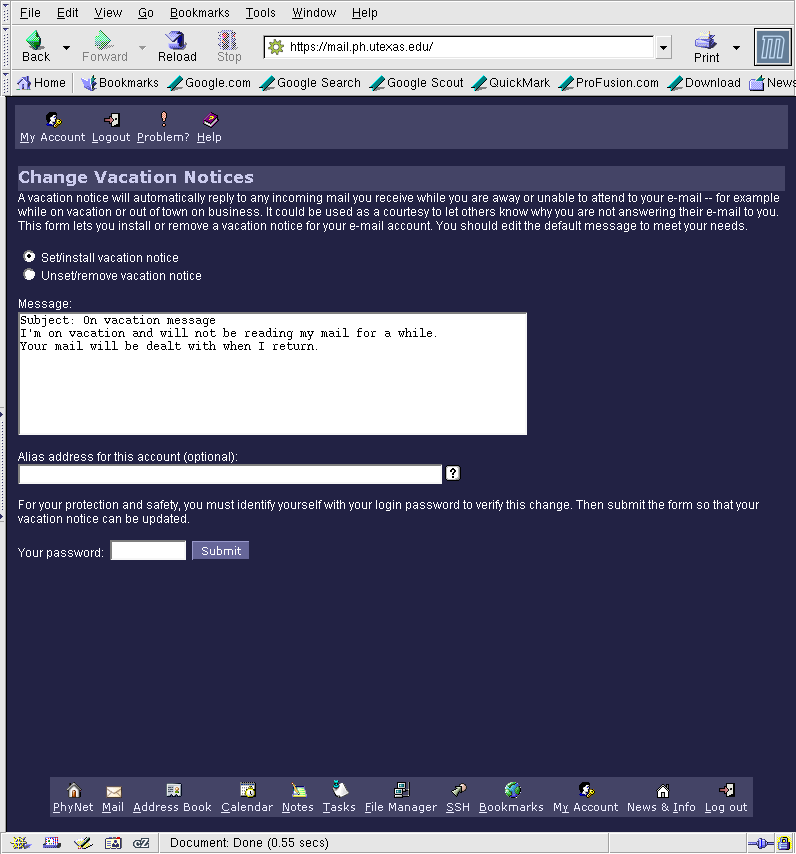 File Edit View Go Bookmarks Tools Window Help
Back Forward Reload Stop https://mail.ph.utexas.edu/ Print
Home Bookmarks Google.com Google Search Google Scout QuickMark ProFusion.com Download News
My Account Logout Problem? Help
Change Vacation Notices
A vacation notice will automatically reply to any incoming mail you receive while you are away or unable to attend to your e-mail -- for example
while on vacation or out of town on business. It could be used as a courtesy to let others know why you are not answering their e-mail to you.
This form lets you install or remove a vacation notice for your e-mail account. You should edit the default message to meet your needs.
Set/install vacation notice
Unset/remove vacation notice
Message:
Subject: On vacation message
I'm on vacation and will not be reading my mail for a while.
Your mail will be dealt with when I return.
Alias address for this account (optional):
?
For your protection and safety, you must identify yourself with your login password to verify this change. Then submit the form so that your
vacation notice can be updated.
Your password: Submit
PhyNet Mail Address Book Calendar Notes Tasks File Manager SSH Bookmarks My Account News & Info Log out
Document: Done (0.55 secs)